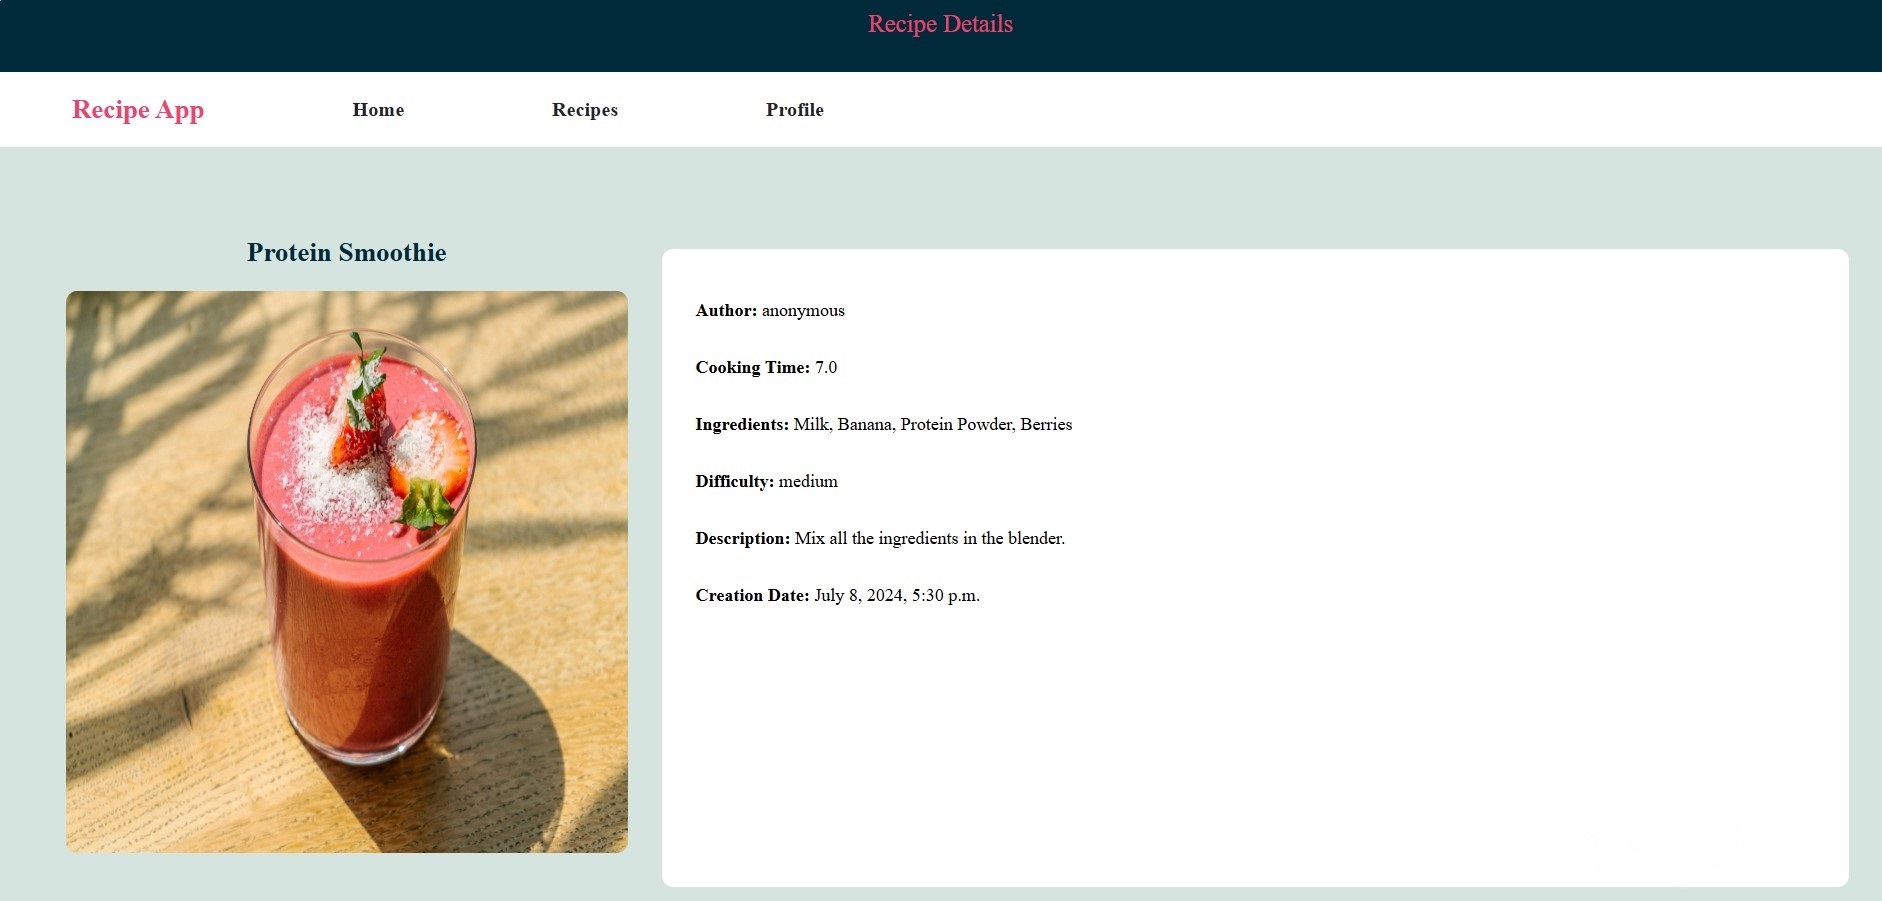 Recipe Details
Recipe App Home Recipes Profile
Protein Smoothie
Author: anonymous
Cooking Time: 7.0
Ingredients: Milk, Banana, Protein Powder, Berries
Difficulty: medium
Description: Mix all the ingredients in the blender.
Creation Date: July 8, 2024, 5:30 p.m.